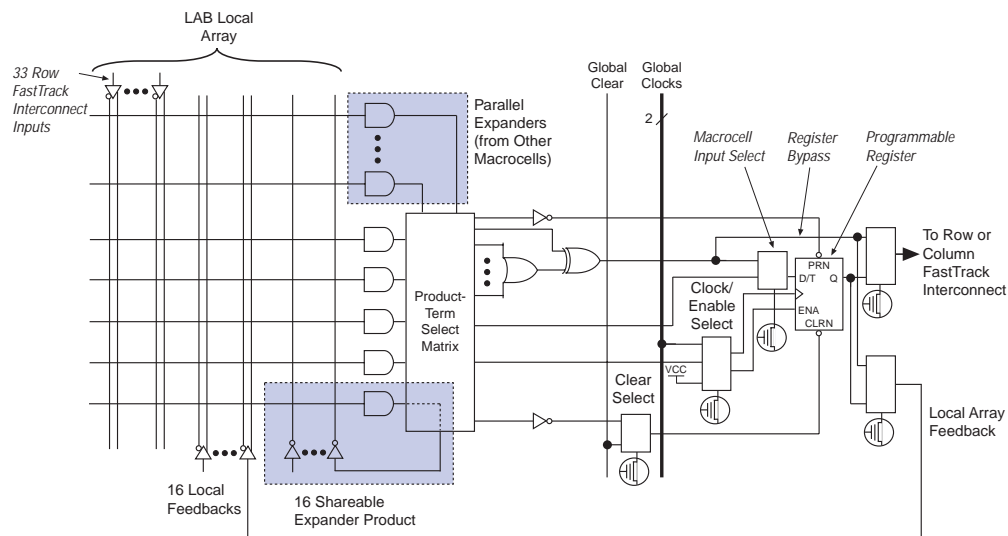 LAB Local
Array
33 Row
FastTrack
Interconnect
Inputs
Parallel
Expanders
(from Other
Macrocells)
Global
Clear
Global
Clocks
2
Macrocell
Input Select
Register
Bypass
Programmable
Register
To Row or
Column
FastTrack
Interconnect
PRN
D/T
Q
ENA
CLRN
Clock/
Enable
Select
Product-
Term
Select
Matrix
VCC
Clear
Select
Local Array
Feedback
16 Local
Feedbacks
16 Shareable
Expander Product